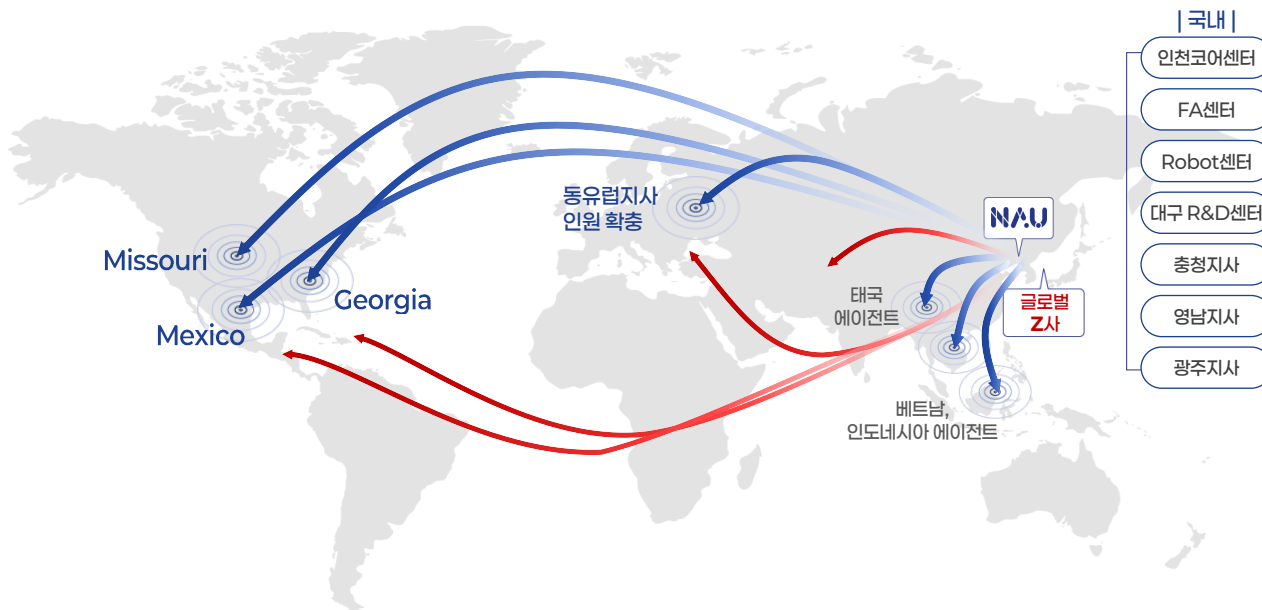 | 국내 |
인천코어센터
FA센터
Robot센터
대구 R&D센터
충청지사
영남지사
광주지사
동유럽지사
인원 확충
NAU
Missouri
Georgia
Mexico
태국
에이전트
글로벌
Z사
베트남,
인도네시아 에이전트